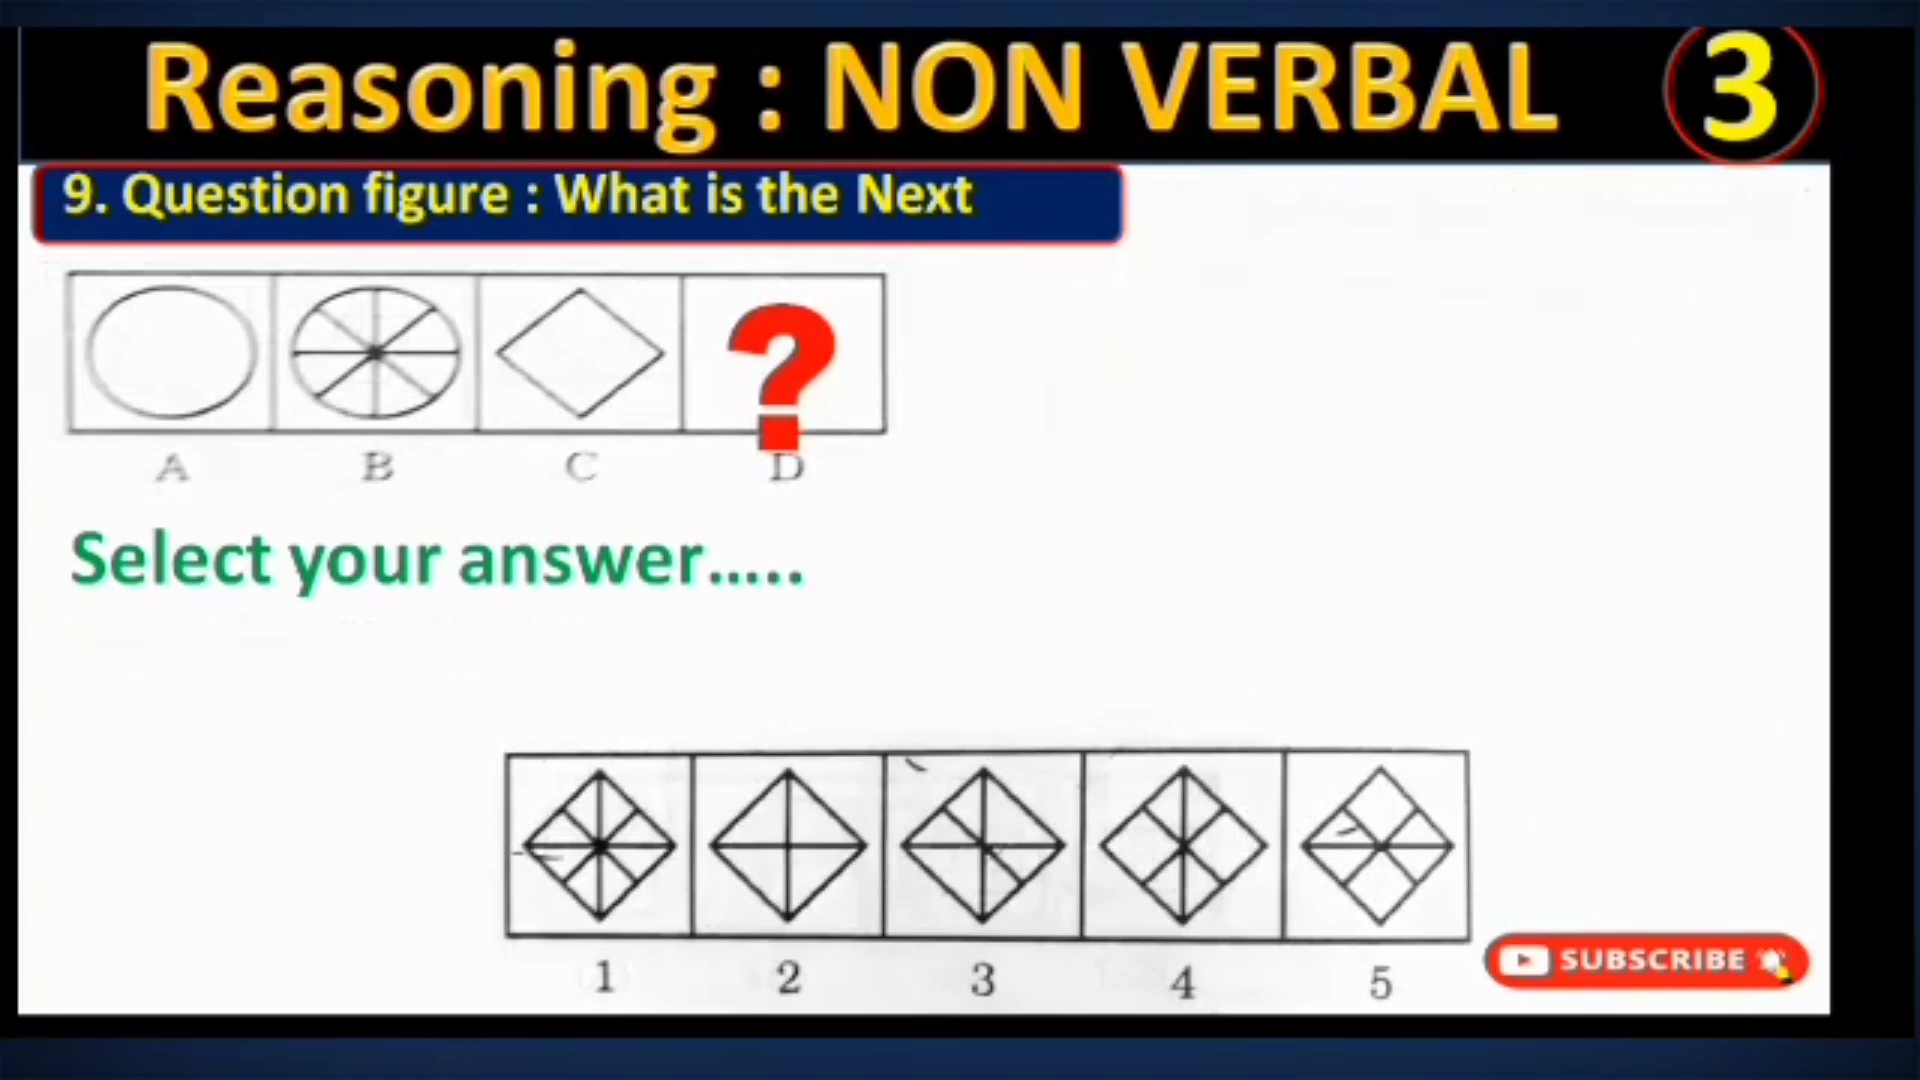 Reasoning : NON VERBAL 3
9. Question figure : What is the Next
A B C D
Select your answer.....
1 2 3 4 5
SUBSCRIBE